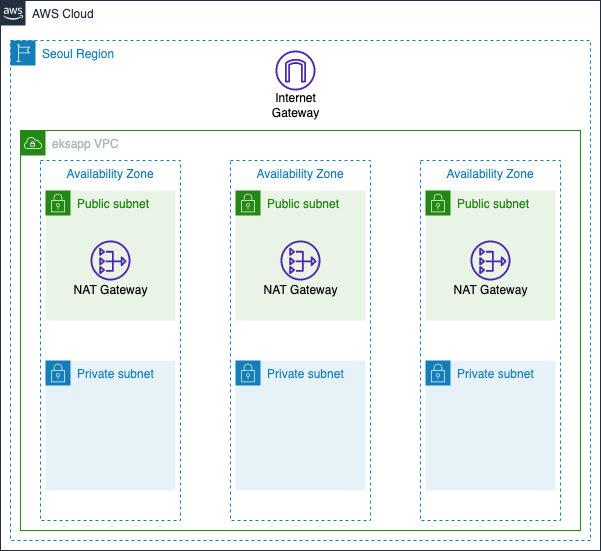 aws
AWS Cloud
Seoul Region
Internet
Gateway
eksapp VPC
Availability Zone
Availability Zone
Availability Zone
Public subnet
Public subnet
Public subnet
NAT Gateway
NAT Gateway
NAT Gateway
Private subnet
Private subnet
Private subnet